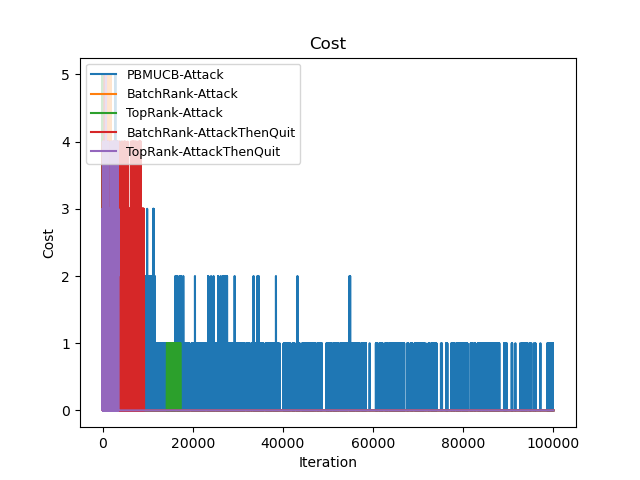 Cost
5
4
3
2
1
0
Cost
PBMUCB-Attack
BatchRank-Attack
TopRank-Attack
BatchRank-AttackThenQuit
TopRank-AttackThenQuit
0 20000 40000 60000 80000 100000
Iteration